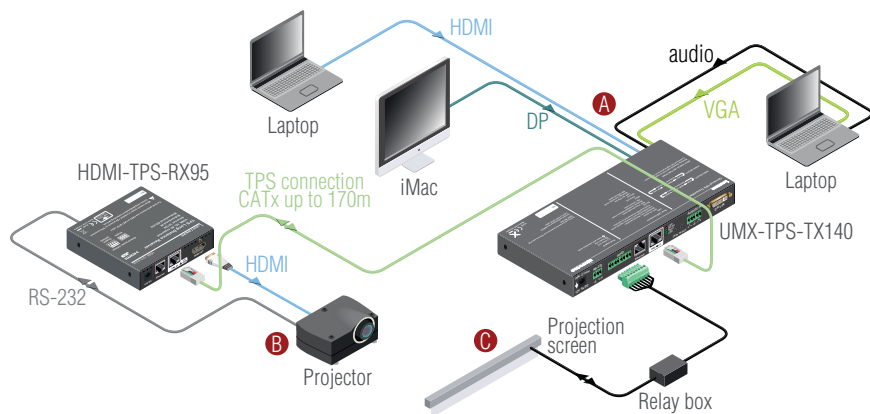 HDMI
audio
A
VGA
DP
Laptop
iMac
Laptop
HDMI-TPS-RX95
TPS connection
CATx up to 170m
UMX-TPS-TX140
HDMI
RS-232
B
Projector
C
Projection
screen
Relay box